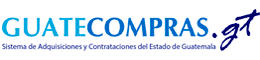 GUATECOMPRAS.gt
Sistema de Adquisiciones y Contrataciones del Estado de Guatemala